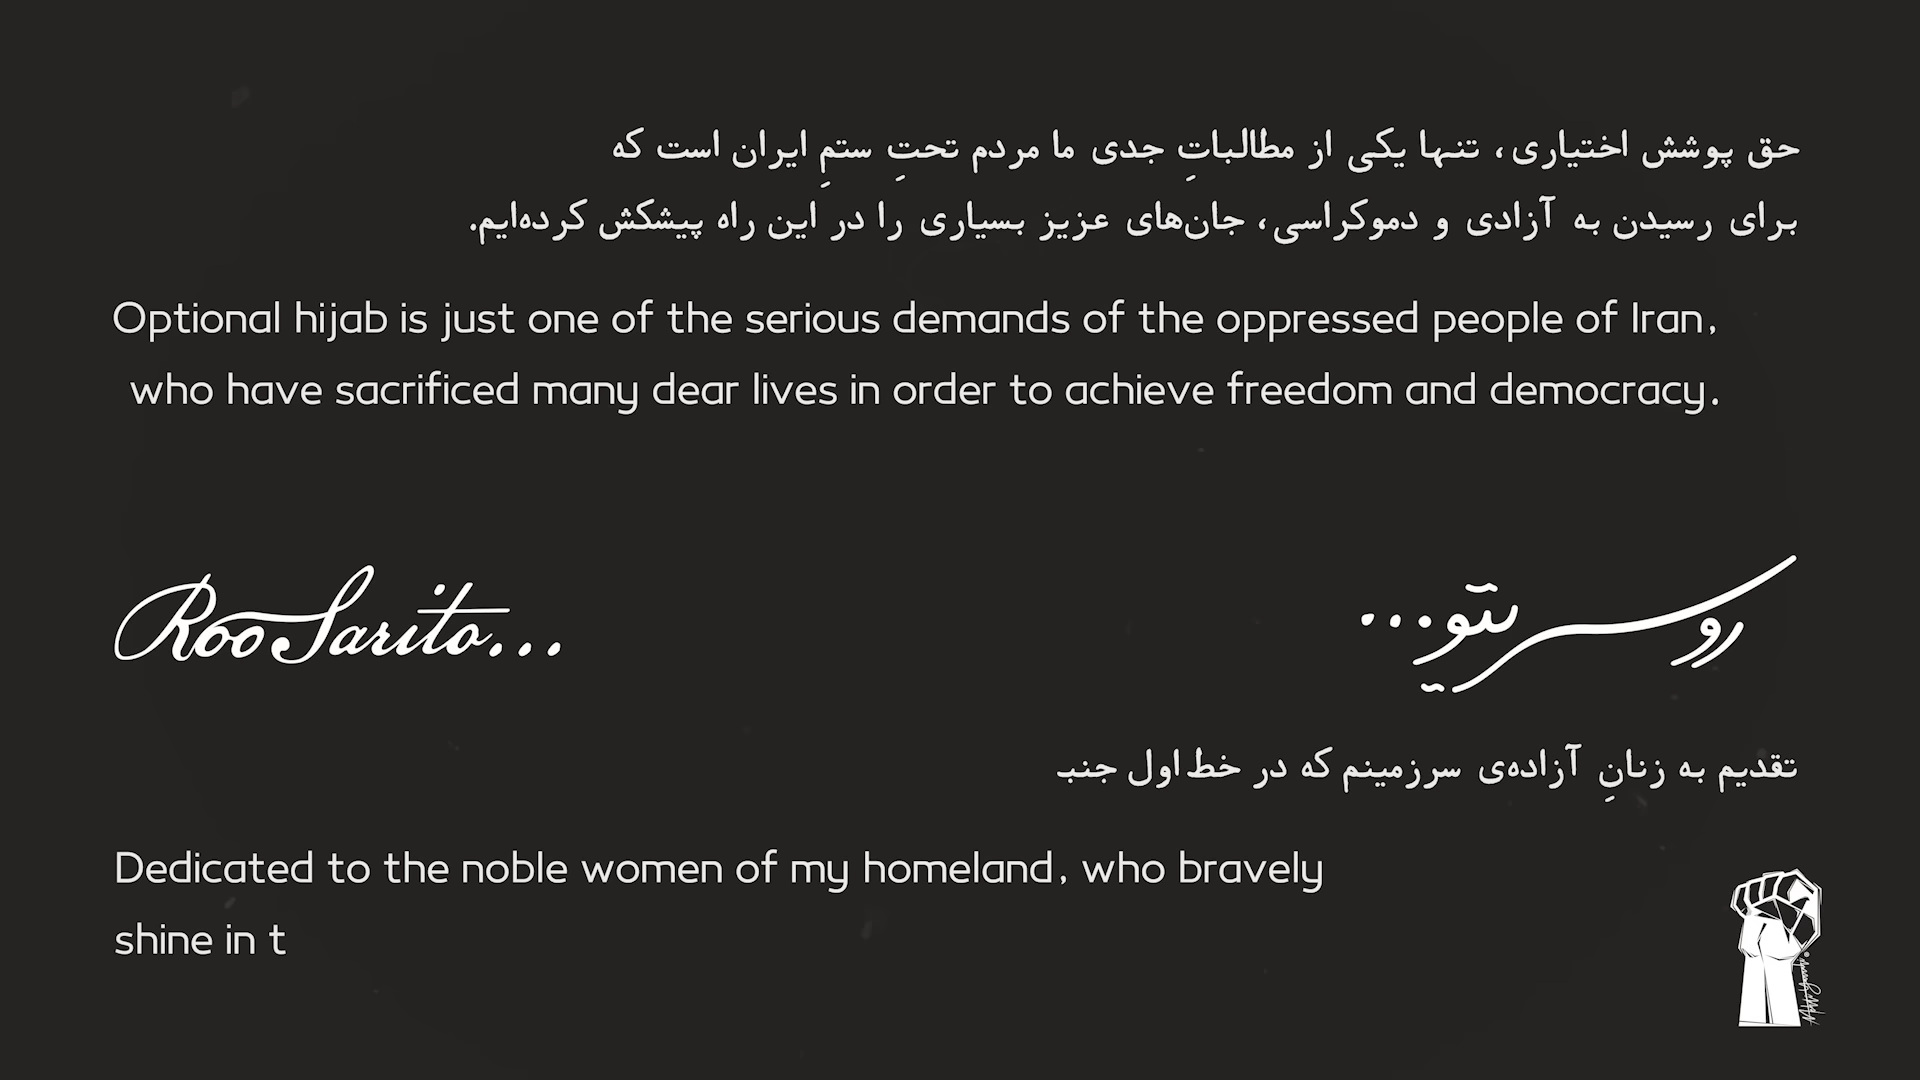 حق پوشش اختیاری، تنها یکی از مطالباتِ جدی ما مردم تحتِ ستمِ ایران است که
برای رسیدن به آزادی و دموکراسی، جان‌های عزیز بسیاری را در این راه پیشکش کرده‌ایم.
Optional hijab is just one of the serious demands of the oppressed people of Iran,
who have sacrificed many dear lives in order to achieve freedom and democracy.
RooSarito...
روسریتو...
تقدیم به زنانِ آزاده‌ی سرزمینم که در خط اول جنبـ
Dedicated to the noble women of my homeland, who bravely
shine in t